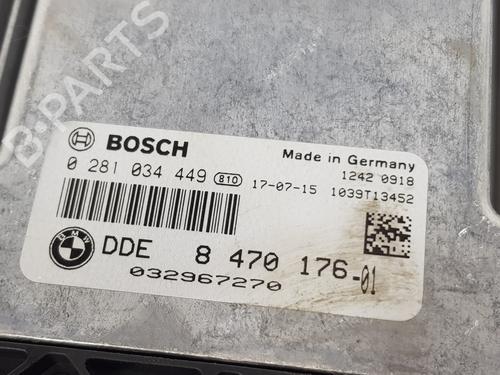 B-PARTS
BOSCH
Made in Germany
0 281 034 449 810
1242 0918
17-07-15 1039T13452
BMW
DDE 8 470 176-01
032967270